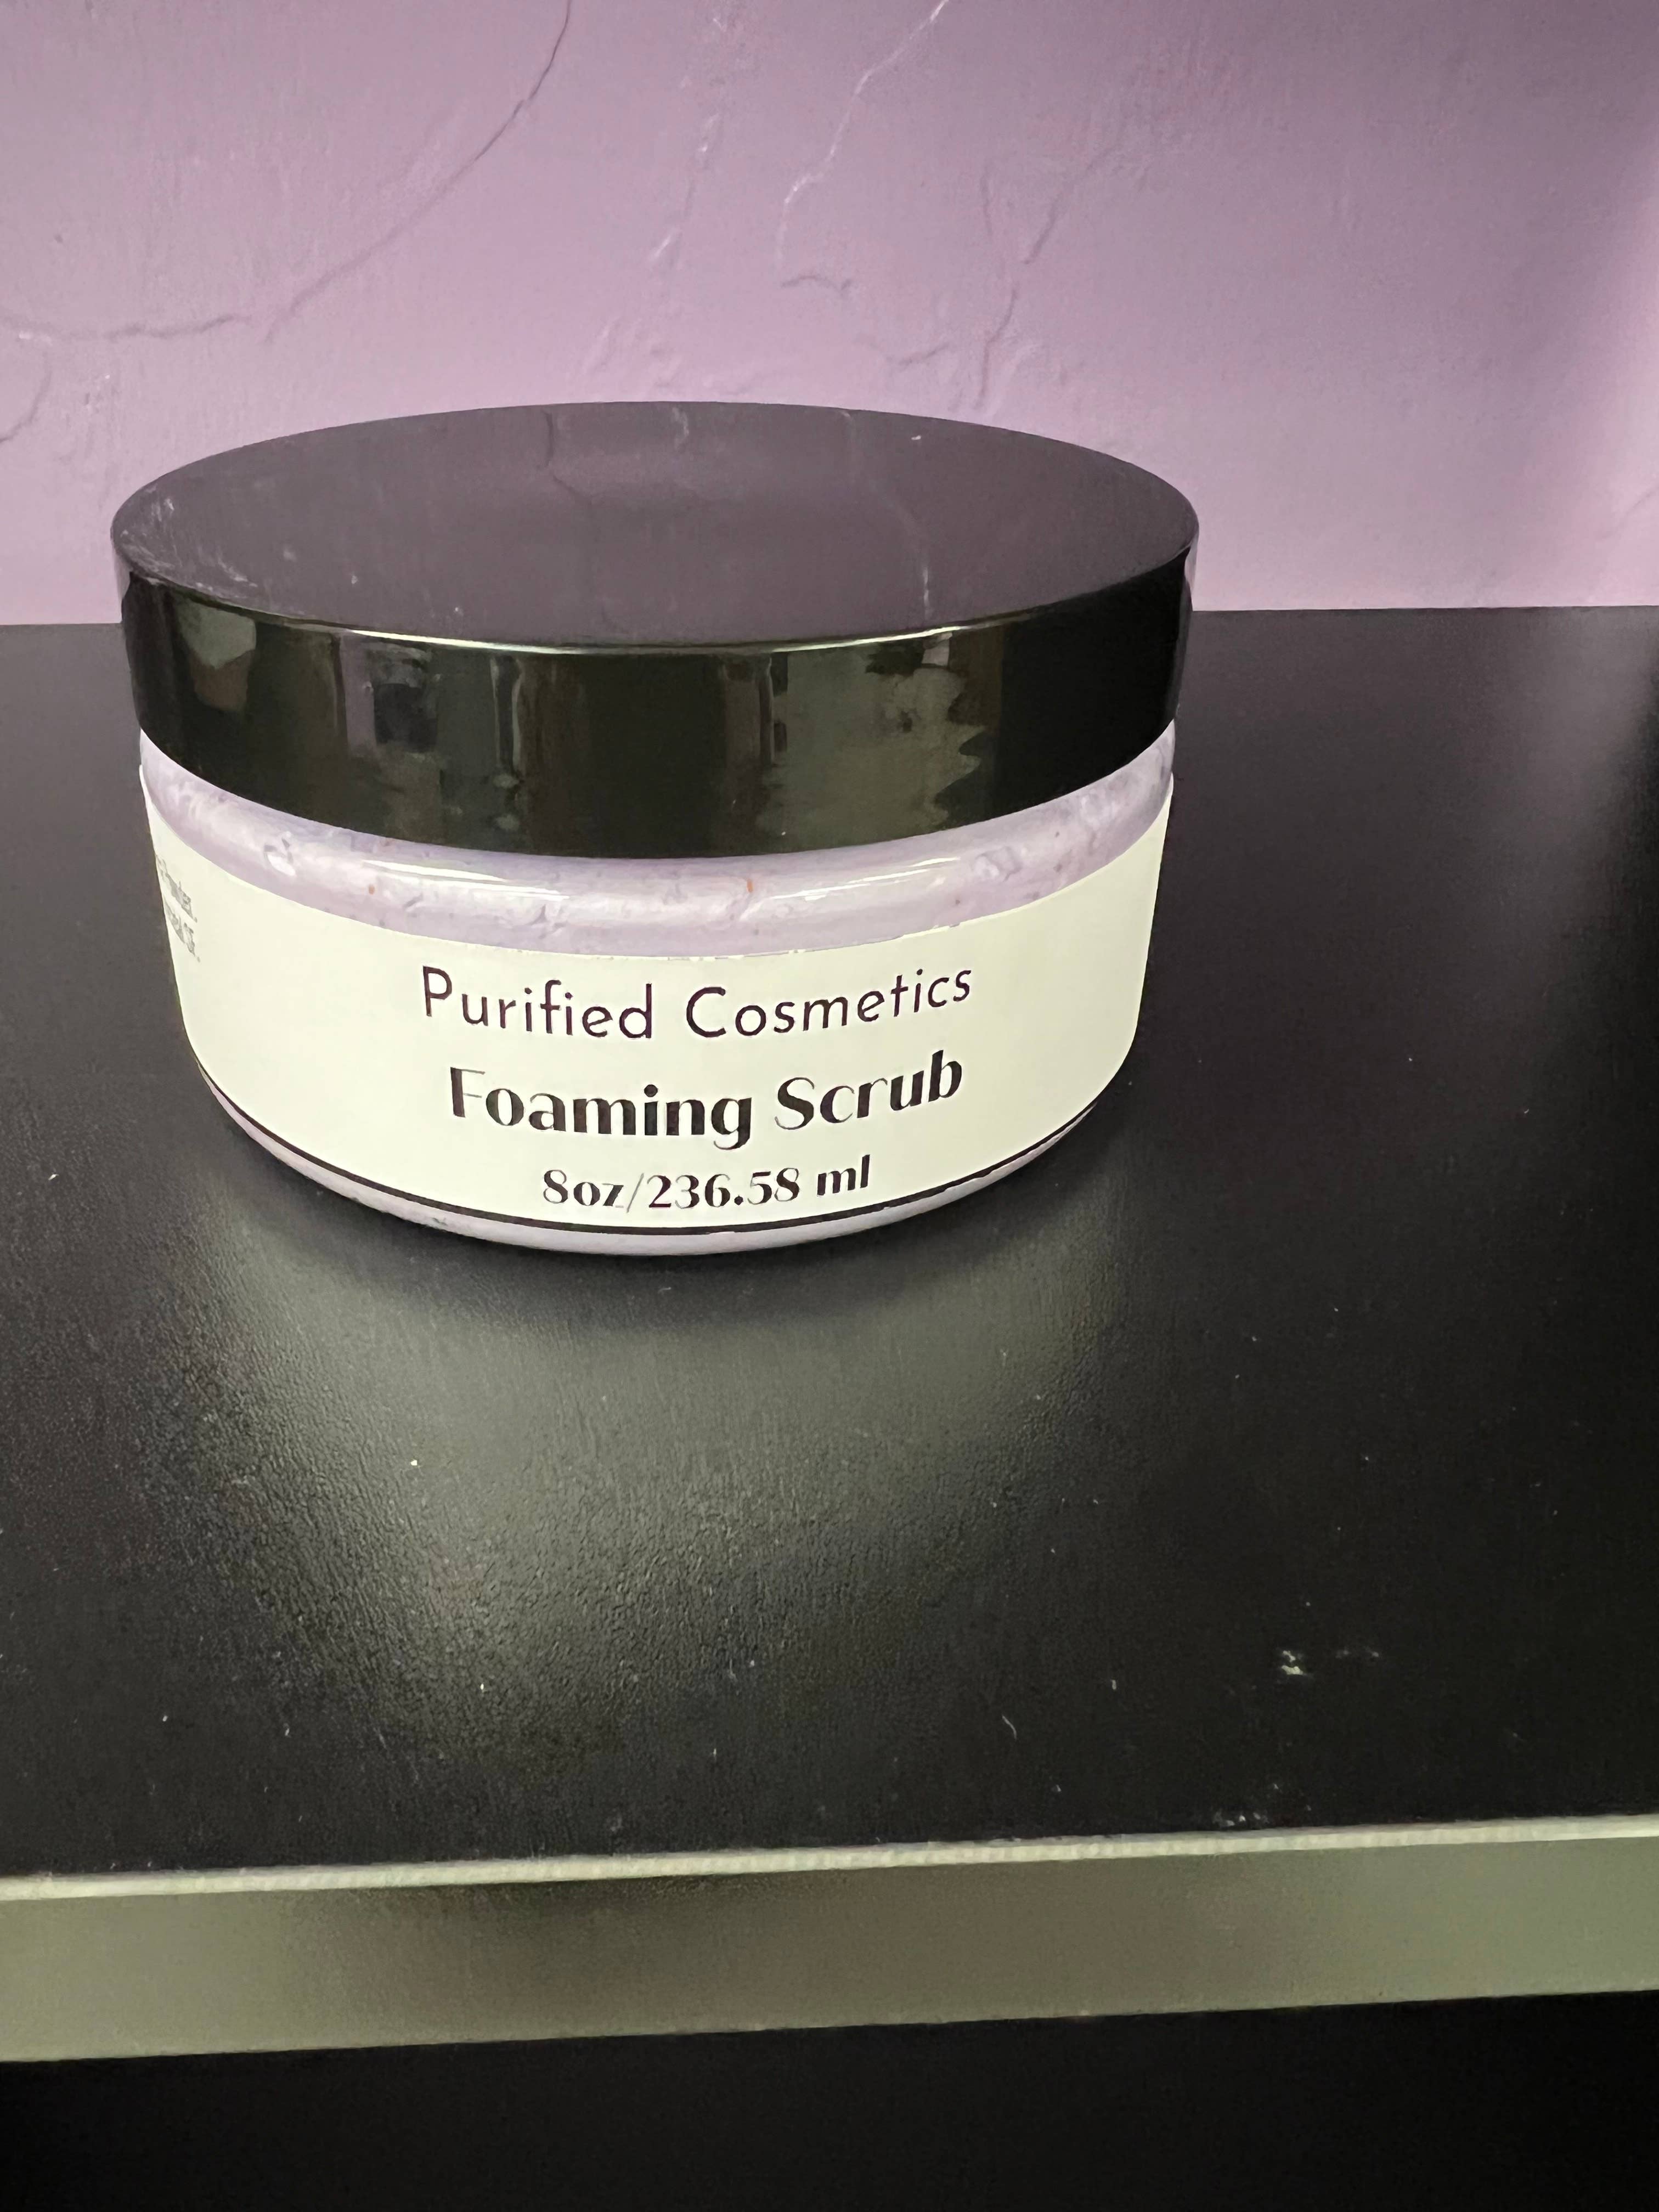 Purified Cosmetics
Foaming Scrub
8oz/236.58 ml